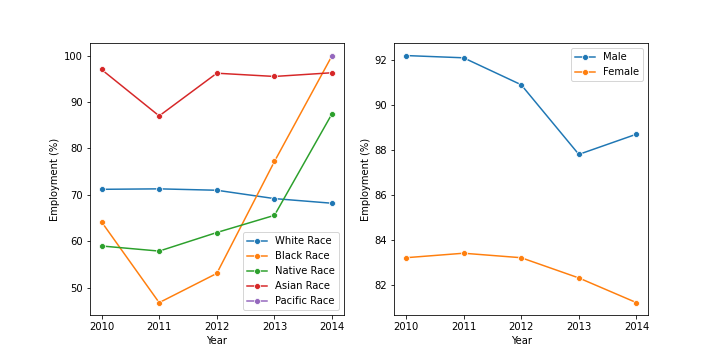 100
90
80
70
60
50
Employment (%)
2010 2011 2012 2013 2014
Year
White Race
Black Race
Native Race
Asian Race
Pacific Race
92
90
88
86
84
82
Employment (%)
2010 2011 2012 2013 2014
Year
Male
Female